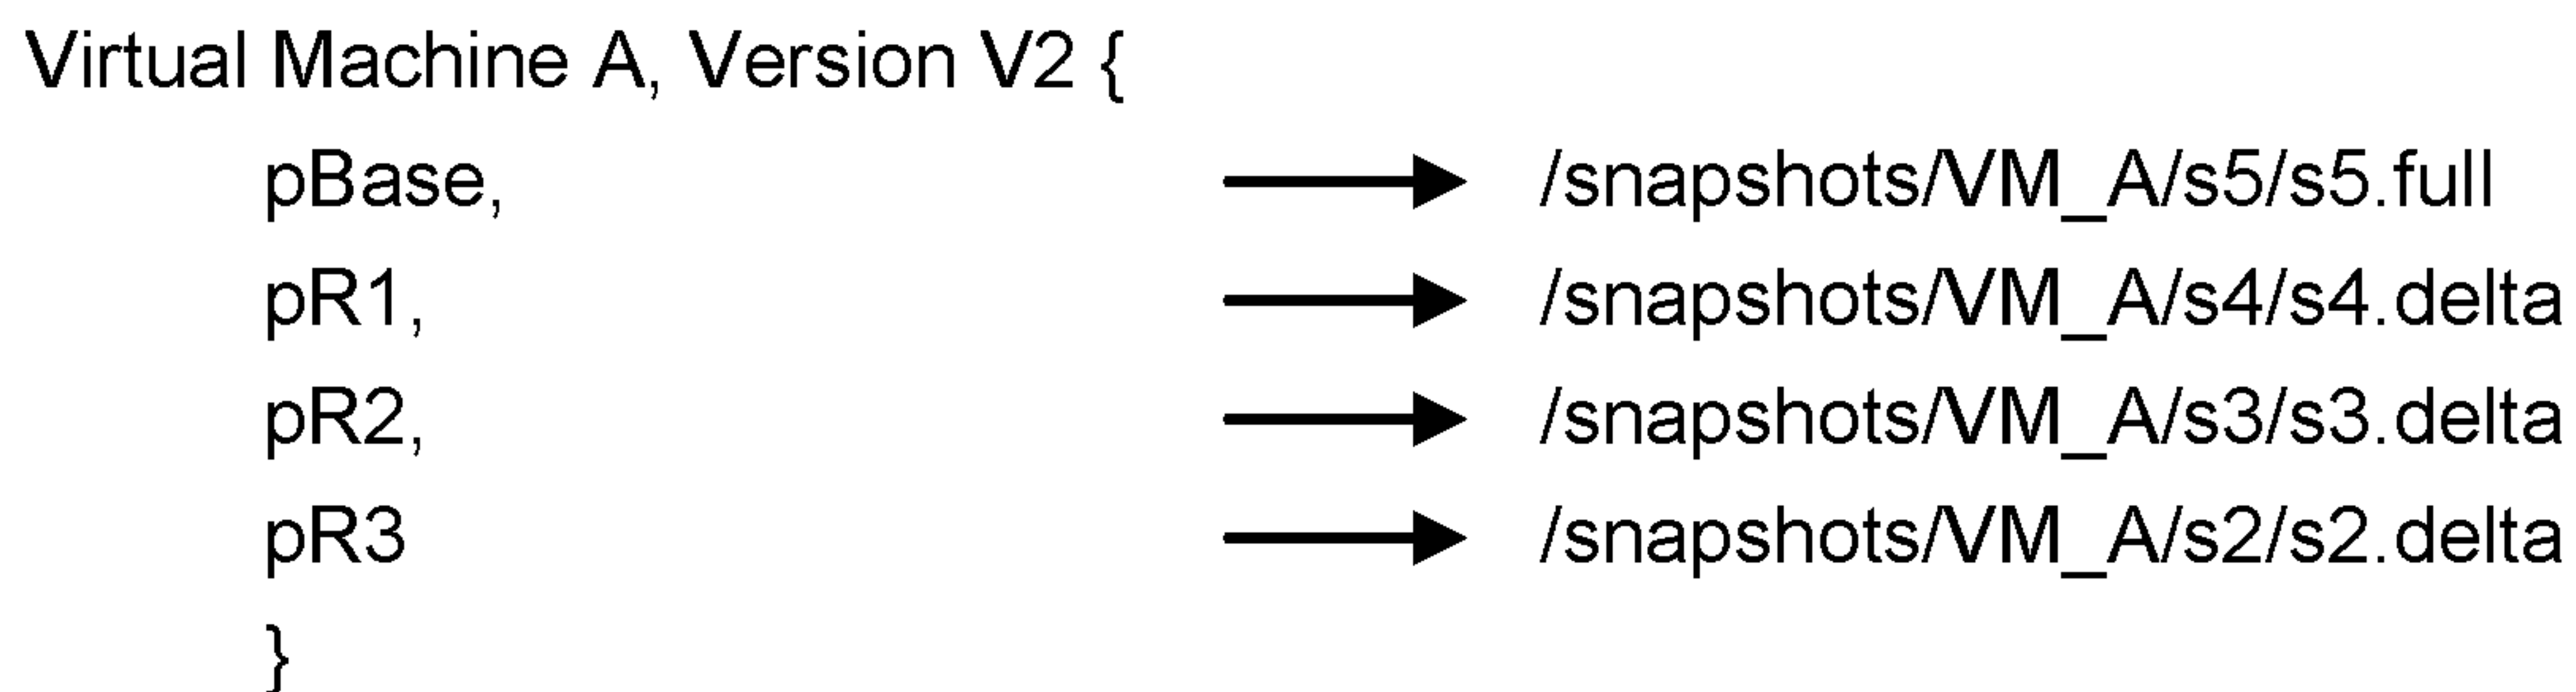 Virtual Machine A, Version V2 {
pBase, /snapshots/VM_A/s5/s5.full
pR1, /snapshots/VM_A/s4/s4.delta
pR2, /snapshots/VM_A/s3/s3.delta
pR3 /snapshots/VM_A/s2/s2.delta
}